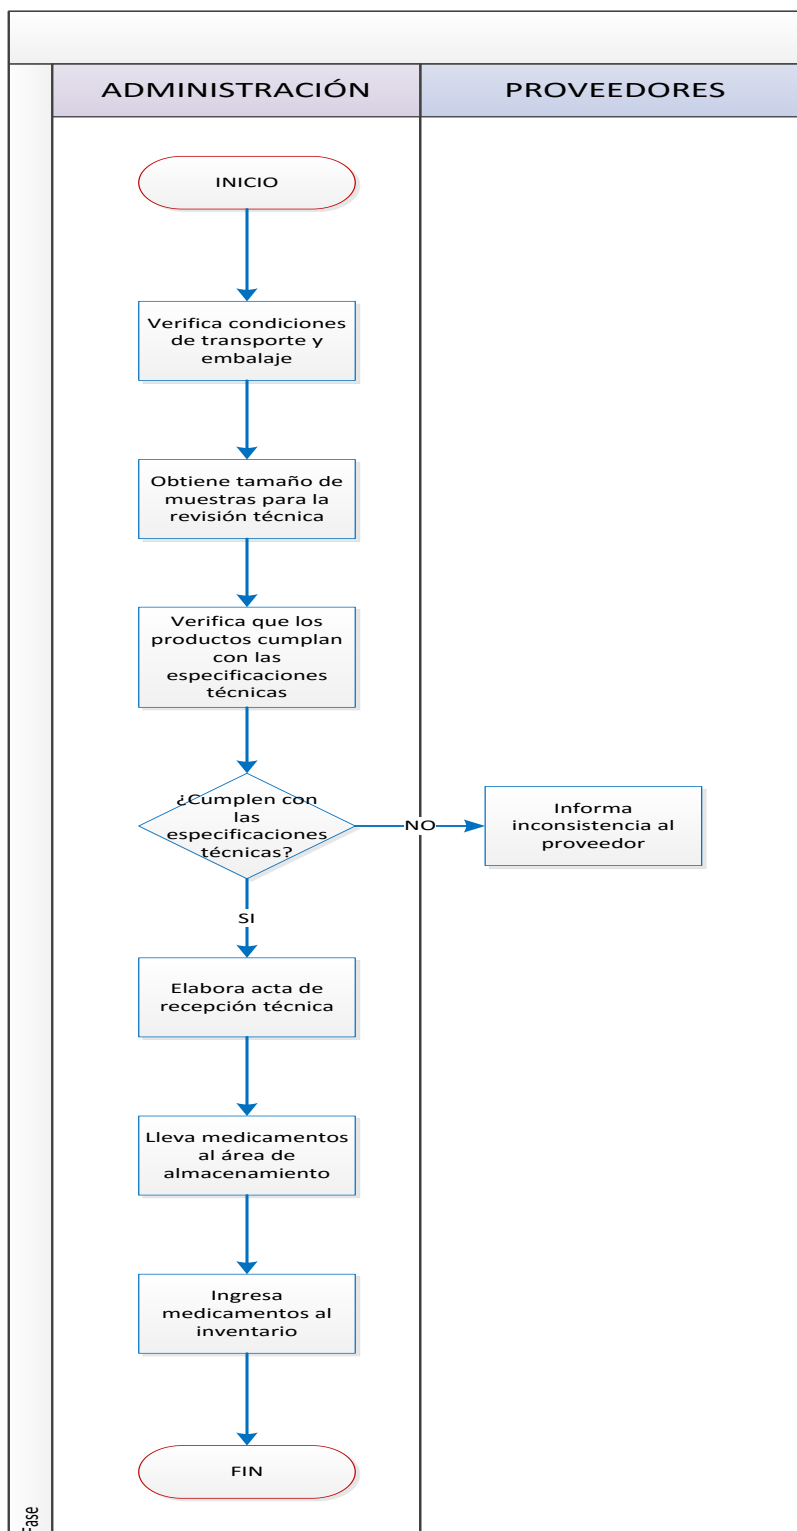 ADMINISTRACIÓN
PROVEEDORES
INICIO
Verifica condiciones
de transporte y
embalaje
Obtiene tamaño de
muestras para la
revisión técnica
Verifica que los
productos cumplan
con las
especificaciones
técnicas
¿Cumplen con
las
especificaciones
técnicas?
NO
Informa
inconsistencia al
proveedor
SI
Elabora acta de
recepción técnica
Lleva medicamentos
al área de
almacenamiento
Ingresa
medicamentos al
inventario
FIN
Fase